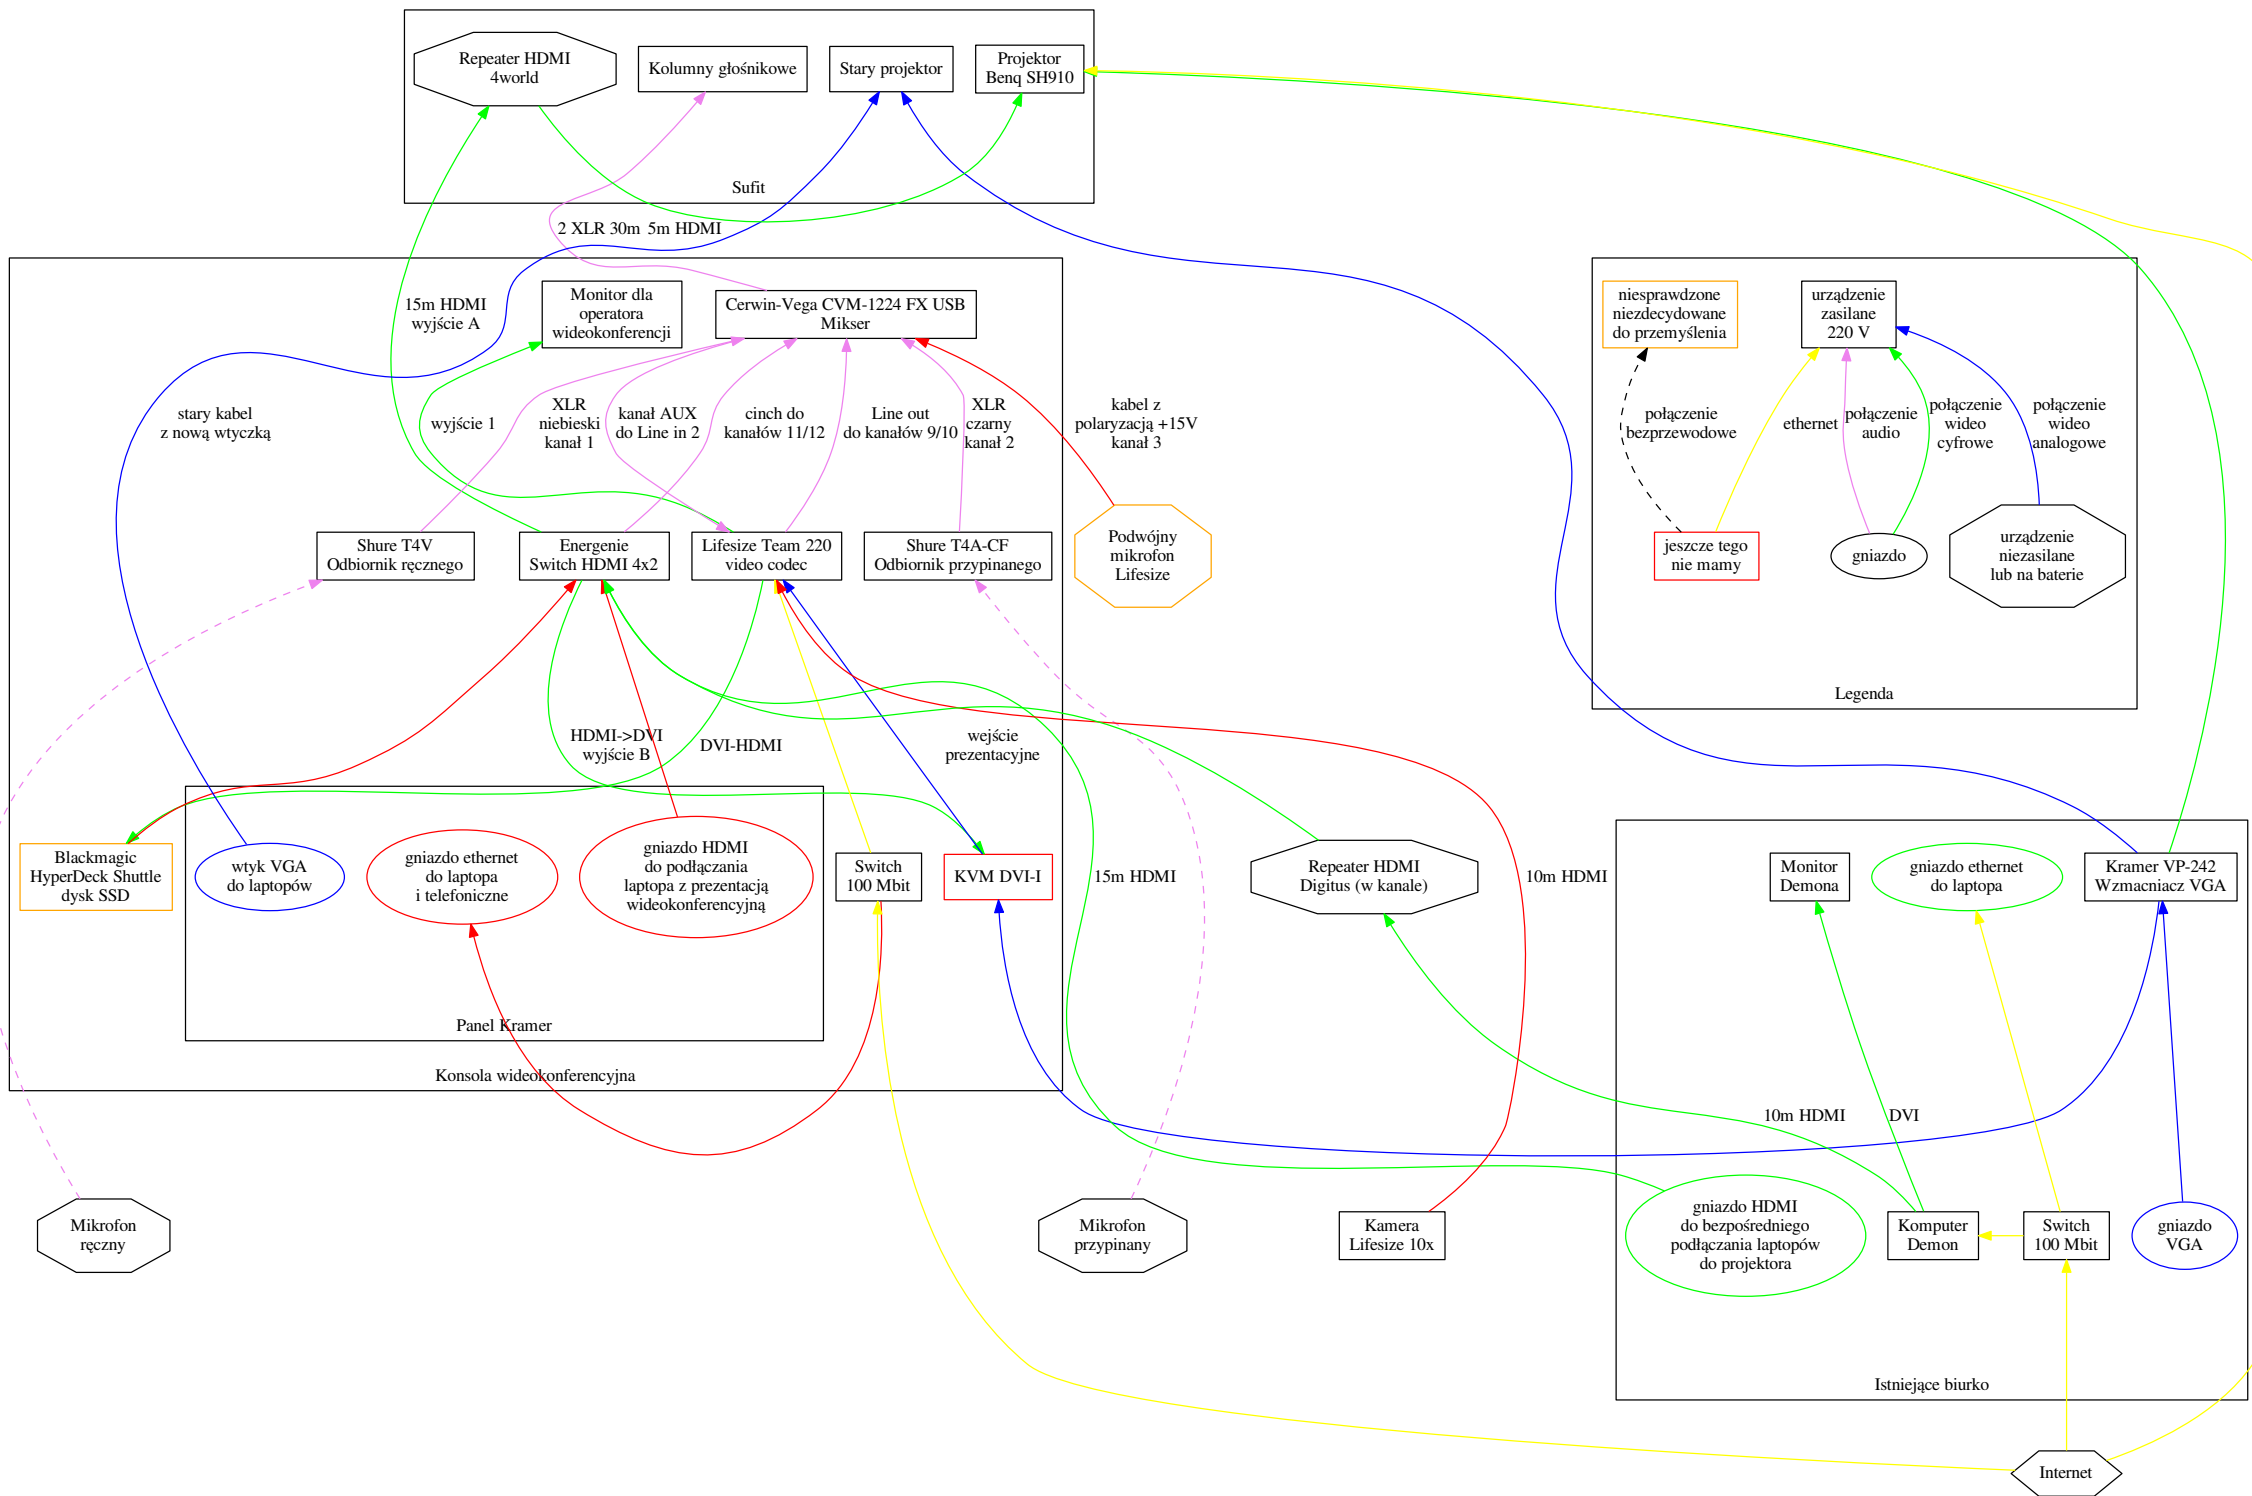 Repeater HDMI
4world
Kolumny głośnikowe
Stary projektor
Projektor
Benq SH910
Sufit
2 XLR 30m
5m HDMI
15m HDMI
wyjście A
Monitor dla
operatora
wideokonferencji
Cerwin-Vega CVM-1224 FX USB
Mikser
stary kabel
z nową wtyczką
wyjście 1
XLR
niebieski
kanał 1
kanał AUX
do Line in 2
cinch do
kanałów 11/12
Line out
do kanałów 9/10
XLR
czarny
kanał 2
kabel z
polaryzacją +15V
kanał 3
Shure T4V
Odbiornik ręcznego
Energenie
Switch HDMI 4x2
Lifesize Team 220
video codec
Shure T4A-CF
Odbiornik przypinanego
Podwójny
mikrofon
Lifesize
niesprawdzone
niezdecydowane
do przemyślenia
urządzenie
zasilane
220 V
połączenie
bezprzewodowe
ethernet
połączenie
audio
połączenie
wideo
cyfrowe
połączenie
wideo
analogowe
jeszcze tego
nie mamy
gniazdo
urządzenie
niezasilane
lub na baterie
Legenda
HDMI->DVI
wyjście B
DVI-HDMI
wejście
prezentacyjne
Blackmagic
HyperDeck Shuttle
dysk SSD
wtyk VGA
do laptopów
gniazdo ethernet
do laptopa
i telefoniczne
gniazdo HDMI
do podłączania
laptopa z prezentacją
wideokonferencyjną
Switch
100 Mbit
KVM DVI-I
15m HDMI
Repeater HDMI
Digitus (w kanale)
10m HDMI
Monitor
Demona
gniazdo ethernet
do laptopa
Kramer VP-242
Wzmacniacz VGA
Panel Kramer
Konsola wideokonferencyjna
10m HDMI
DVI
Mikrofon
ręczny
Mikrofon
przypinany
Kamera
Lifesize 10x
gniazdo HDMI
do bezpośredniego
podłączania laptopów
do projektora
Komputer
Demon
Switch
100 Mbit
gniazdo
VGA
Istniejące biurko
Internet